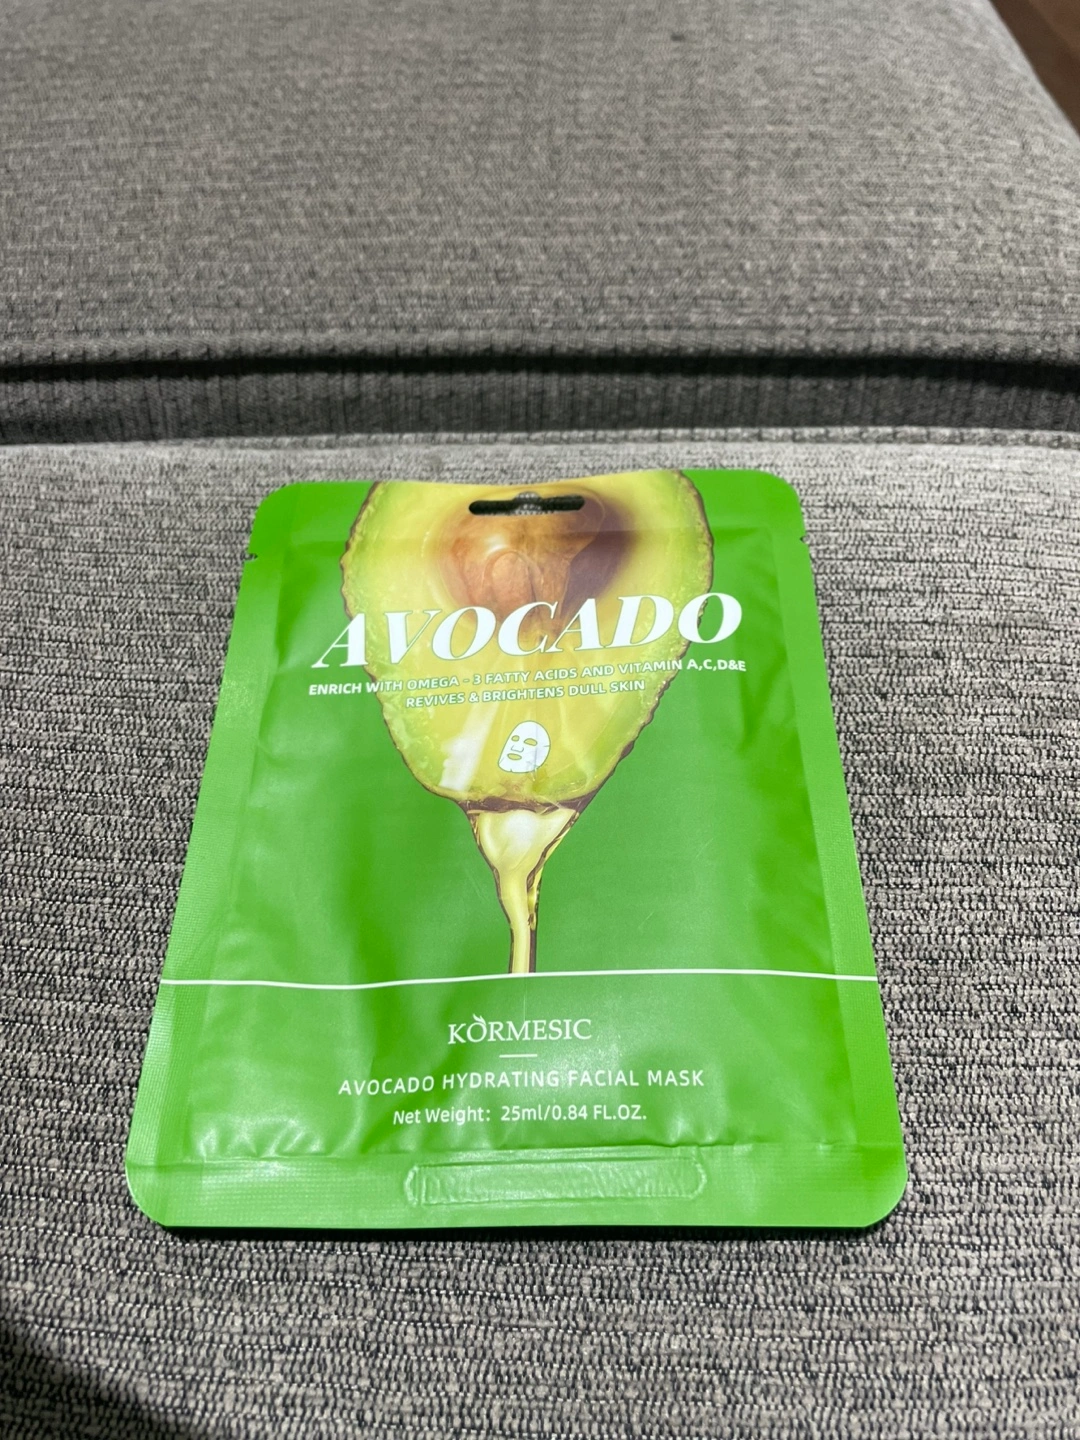 AVOCADO
ENRICH WITH OMEGA - 3 FATTY ACIDS AND VITAMIN A,C,D&E
REVIVES & BRIGHTENS DULL SKIN
KÒRMESIC
AVOCADO HYDRATING FACIAL MASK
Net Weight: 25ml/0.84 FL.OZ.